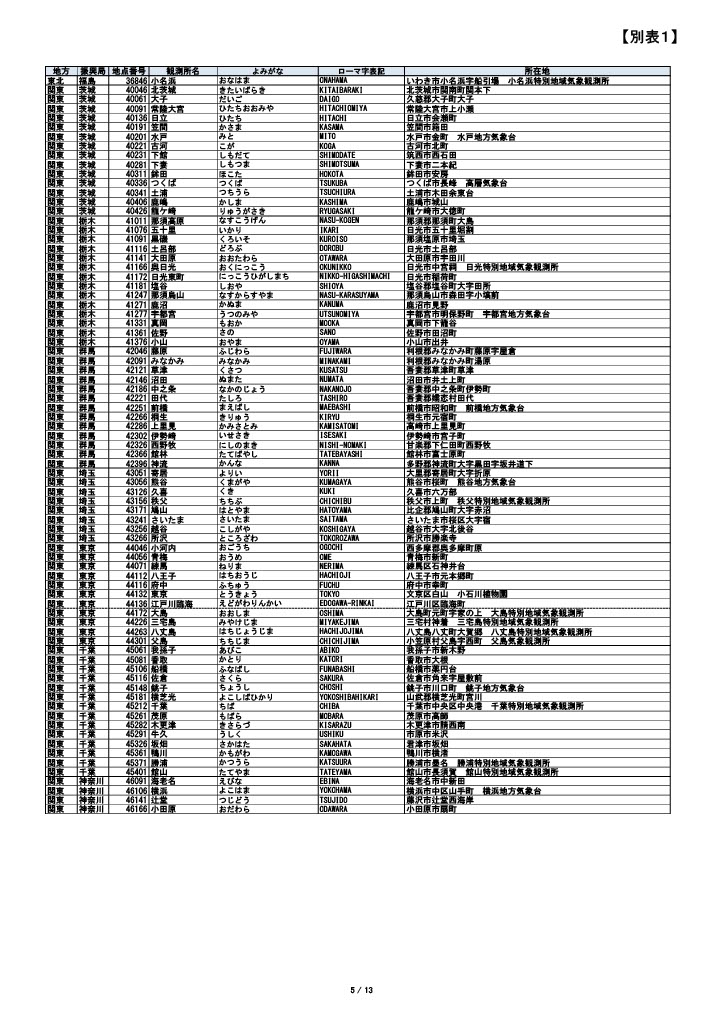 【別表1】
地方 振興局 地点番号 観測所名 よみがな ローマ字表記 所在地
東北 福島 36846 小名浜 おなはま ONAHAMA いわき市小名浜字船引場 小名浜特別地域気象観測所
関東 茨城 40046 北茨城 きたいばらき KITAIBARAKI 北茨城市関南町関本下
関東 茨城 40061 大子 だいご DAIGO 久慈郡大子町大子
関東 茨城 40091 常陸大宮 ひたちおおみや HITACHIOMIYA 常陸大宮市上小瀬
関東 茨城 40136 日立 ひたち HITACHI 日立市会瀬町
関東 茨城 40191 笠間 かさま KASAMA 笠間市箱田
関東 茨城 40201 水戸 みと MITO 水戸市金町 水戸地方気象台
関東 茨城 40221 古河 こが KOGA 古河市北町
関東 茨城 40231 下館 しもだて SHIMODATE 筑西市西石田
関東 茨城 40281 下妻 しもつま SHIMOTSUMA 下妻市二本紀
関東 茨城 40311 鉾田 ほこた HOKOTA 鉾田市安房
関東 茨城 40336 つくば つくば TSUKUBA つくば市長峰 高層気象台
関東 茨城 40341 土浦 つちうら TSUCHIURA 土浦市木田余東台
関東 茨城 40406 鹿嶋 かしま KASHIMA 鹿嶋市城山
関東 茨城 40426 龍ケ崎 りゅうがさき RYUGASAKI 龍ケ崎市大徳町
関東 栃木 41011 那須高原 なすこうげん NASU-KOGEN 那須郡那須町大島
関東 栃木 41076 五十里 いかり IKARI 日光市五十里堀割
関東 栃木 41091 黒磯 くろいそ KUROISO 那須塩原市埼玉
関東 栃木 41116 土呂部 どろぶ DOROBU 日光市土呂部
関東 栃木 41141 大田原 おおたわら OTAWARA 大田原市宇田川
関東 栃木 41166 奥日光 おくにっこう OKUNIKKO 日光市中宮祠 日光特別地域気象観測所
関東 栃木 41172 日光東町 にっこうひがしまち NIKKO-HIGASHIMACHI 日光市稲荷町
関東 栃木 41181 塩谷 しおや SHIOYA 塩谷郡塩谷町大字田所
関東 栃木 41247 那須烏山 なすからすやま NASU-KARASUYAMA 那須烏山市森田字小塙前
関東 栃木 41271 鹿沼 かぬま KANUMA 鹿沼市見野
関東 栃木 41277 宇都宮 うつのみや UTSUNOMIYA 宇都宮市明保野町 宇都宮地方気象台
関東 栃木 41331 真岡 もおか MOOKA 真岡市下籠谷
関東 栃木 41361 佐野 さの SANO 佐野市田沼町
関東 栃木 41376 小山 おやま OYAMA 小山市出井
関東 群馬 42046 藤原 ふじわら FUJIWARA 利根郡みなかみ町藤原字屋倉
関東 群馬 42091 みなかみ みなかみ MINAKAMI 利根郡みなかみ町湯原
関東 群馬 42121 草津 くさつ KUSATSU 吾妻郡草津町草津
関東 群馬 42146 沼田 ぬまた NUMATA 沼田市井土上町
関東 群馬 42186 中之条 なかのじょう NAKANOJO 吾妻郡中之条町伊勢町
関東 群馬 42221 田代 たしろ TASHIRO 吾妻郡嬬恋村田代
関東 群馬 42251 前橋 まえばし MAEBASHI 前橋市昭和町 前橋地方気象台
関東 群馬 42266 桐生 きりゅう KIRYU 桐生市元宿町
関東 群馬 42286 上里見 かみさとみ KAMISATOMI 高崎市上里見町
関東 群馬 42302 伊勢崎 いせさき ISESAKI 伊勢崎市宮子町
関東 群馬 42326 西野牧 にしのまき NISHI-NOMAKI 甘楽郡下仁田町西野牧
関東 群馬 42366 館林 たてばやし TATEBAYASHI 館林市富士原町
関東 群馬 42396 神流 かんな KANNA 多野郡神流町大字黒田字坂井道下
関東 埼玉 43051 寄居 よりい YORII 大里郡寄居町大字折原
関東 埼玉 43056 熊谷 くまがや KUMAGAYA 熊谷市桜町 熊谷地方気象台
関東 埼玉 43126 久喜 くき KUKI 久喜市六万部
関東 埼玉 43156 秩父 ちちぶ CHICHIBU 秩父市上町 秩父特別地域気象観測所
関東 埼玉 43171 鳩山 はとやま HATOYAMA 比企郡鳩山町大字赤沼
関東 埼玉 43241 さいたま さいたま SAITAMA さいたま市桜区大字宿
関東 埼玉 43256 越谷 こしがや KOSHIGAYA 越谷市大字北後谷
関東 埼玉 43266 所沢 ところざわ TOKOROZAWA 所沢市勝楽寺
関東 東京 44046 小河内 おごうち OGOCHI 西多摩郡奥多摩町原
関東 東京 44056 青梅 おうめ OME 青梅市新町
関東 東京 44071 練馬 ねりま NERIMA 練馬区石神井台
関東 東京 44112 八王子 はちおうじ HACHIOJI 八王子市元本郷町
関東 東京 44116 府中 ふちゅう FUCHU 府中市幸町
関東 東京 44132 東京 とうきょう TOKYO 文京区白山 小石川植物園
関東 東京 44136 江戸川臨海 えどがわりんかい EDOGAWA-RINKAI 江戸川区臨海町
関東 東京 44172 大島 おおしま OSHIMA 大島町元町字家の上 大島特別地域気象観測所
関東 東京 44226 三宅島 みやけじま MIYAKEJIMA 三宅村神着 三宅島特別地域気象観測所
関東 東京 44263 八丈島 はちじょうじま HACHIJOJIMA 八丈島八丈町大賀郷 八丈島特別地域気象観測所
関東 東京 44301 父島 ちちじま CHICHIJIMA 小笠原村父島字西町 父島気象観測所
関東 千葉 45061 我孫子 あびこ ABIKO 我孫子市新木野
関東 千葉 45081 香取 かとり KATORI 香取市大根
関東 千葉 45106 船橋 ふなばし FUNABASHI 船橋市薬円台
関東 千葉 45116 佐倉 さくら SAKURA 佐倉市角来字屋敷前
関東 千葉 45148 銚子 ちょうし CHOSHI 銚子市川口町 銚子地方気象台
関東 千葉 45181 横芝光 よこしばひかり YOKOSHIBAHIKARI 山武郡横芝光町宮川
関東 千葉 45212 千葉 ちば CHIBA 千葉市中央区中央港 千葉特別地域気象観測所
関東 千葉 45261 茂原 もばら MOBARA 茂原市高師
関東 千葉 45282 木更津 きさらづ KISARAZU 木更津市請西南
関東 千葉 45291 牛久 うしく USHIKU 市原市米沢
関東 千葉 45326 坂畑 さかはた SAKAHATA 君津市坂畑
関東 千葉 45361 鴨川 かもがわ KAMOGAWA 鴨川市横渚
関東 千葉 45371 勝浦 かつうら KATSUURA 勝浦市墨名 勝浦特別地域気象観測所
関東 千葉 45401 館山 たてやま TATEYAMA 館山市長須賀 館山特別地域気象観測所
関東 神奈川 46091 海老名 えびな EBINA 海老名市中新田
関東 神奈川 46106 横浜 よこはま YOKOHAMA 横浜市中区山手町 横浜地方気象台
関東 神奈川 46141 辻堂 つじどう TSUJIDO 藤沢市辻堂西海岸
関東 神奈川 46166 小田原 おだわら ODAWARA 小田原市扇町
5 / 13